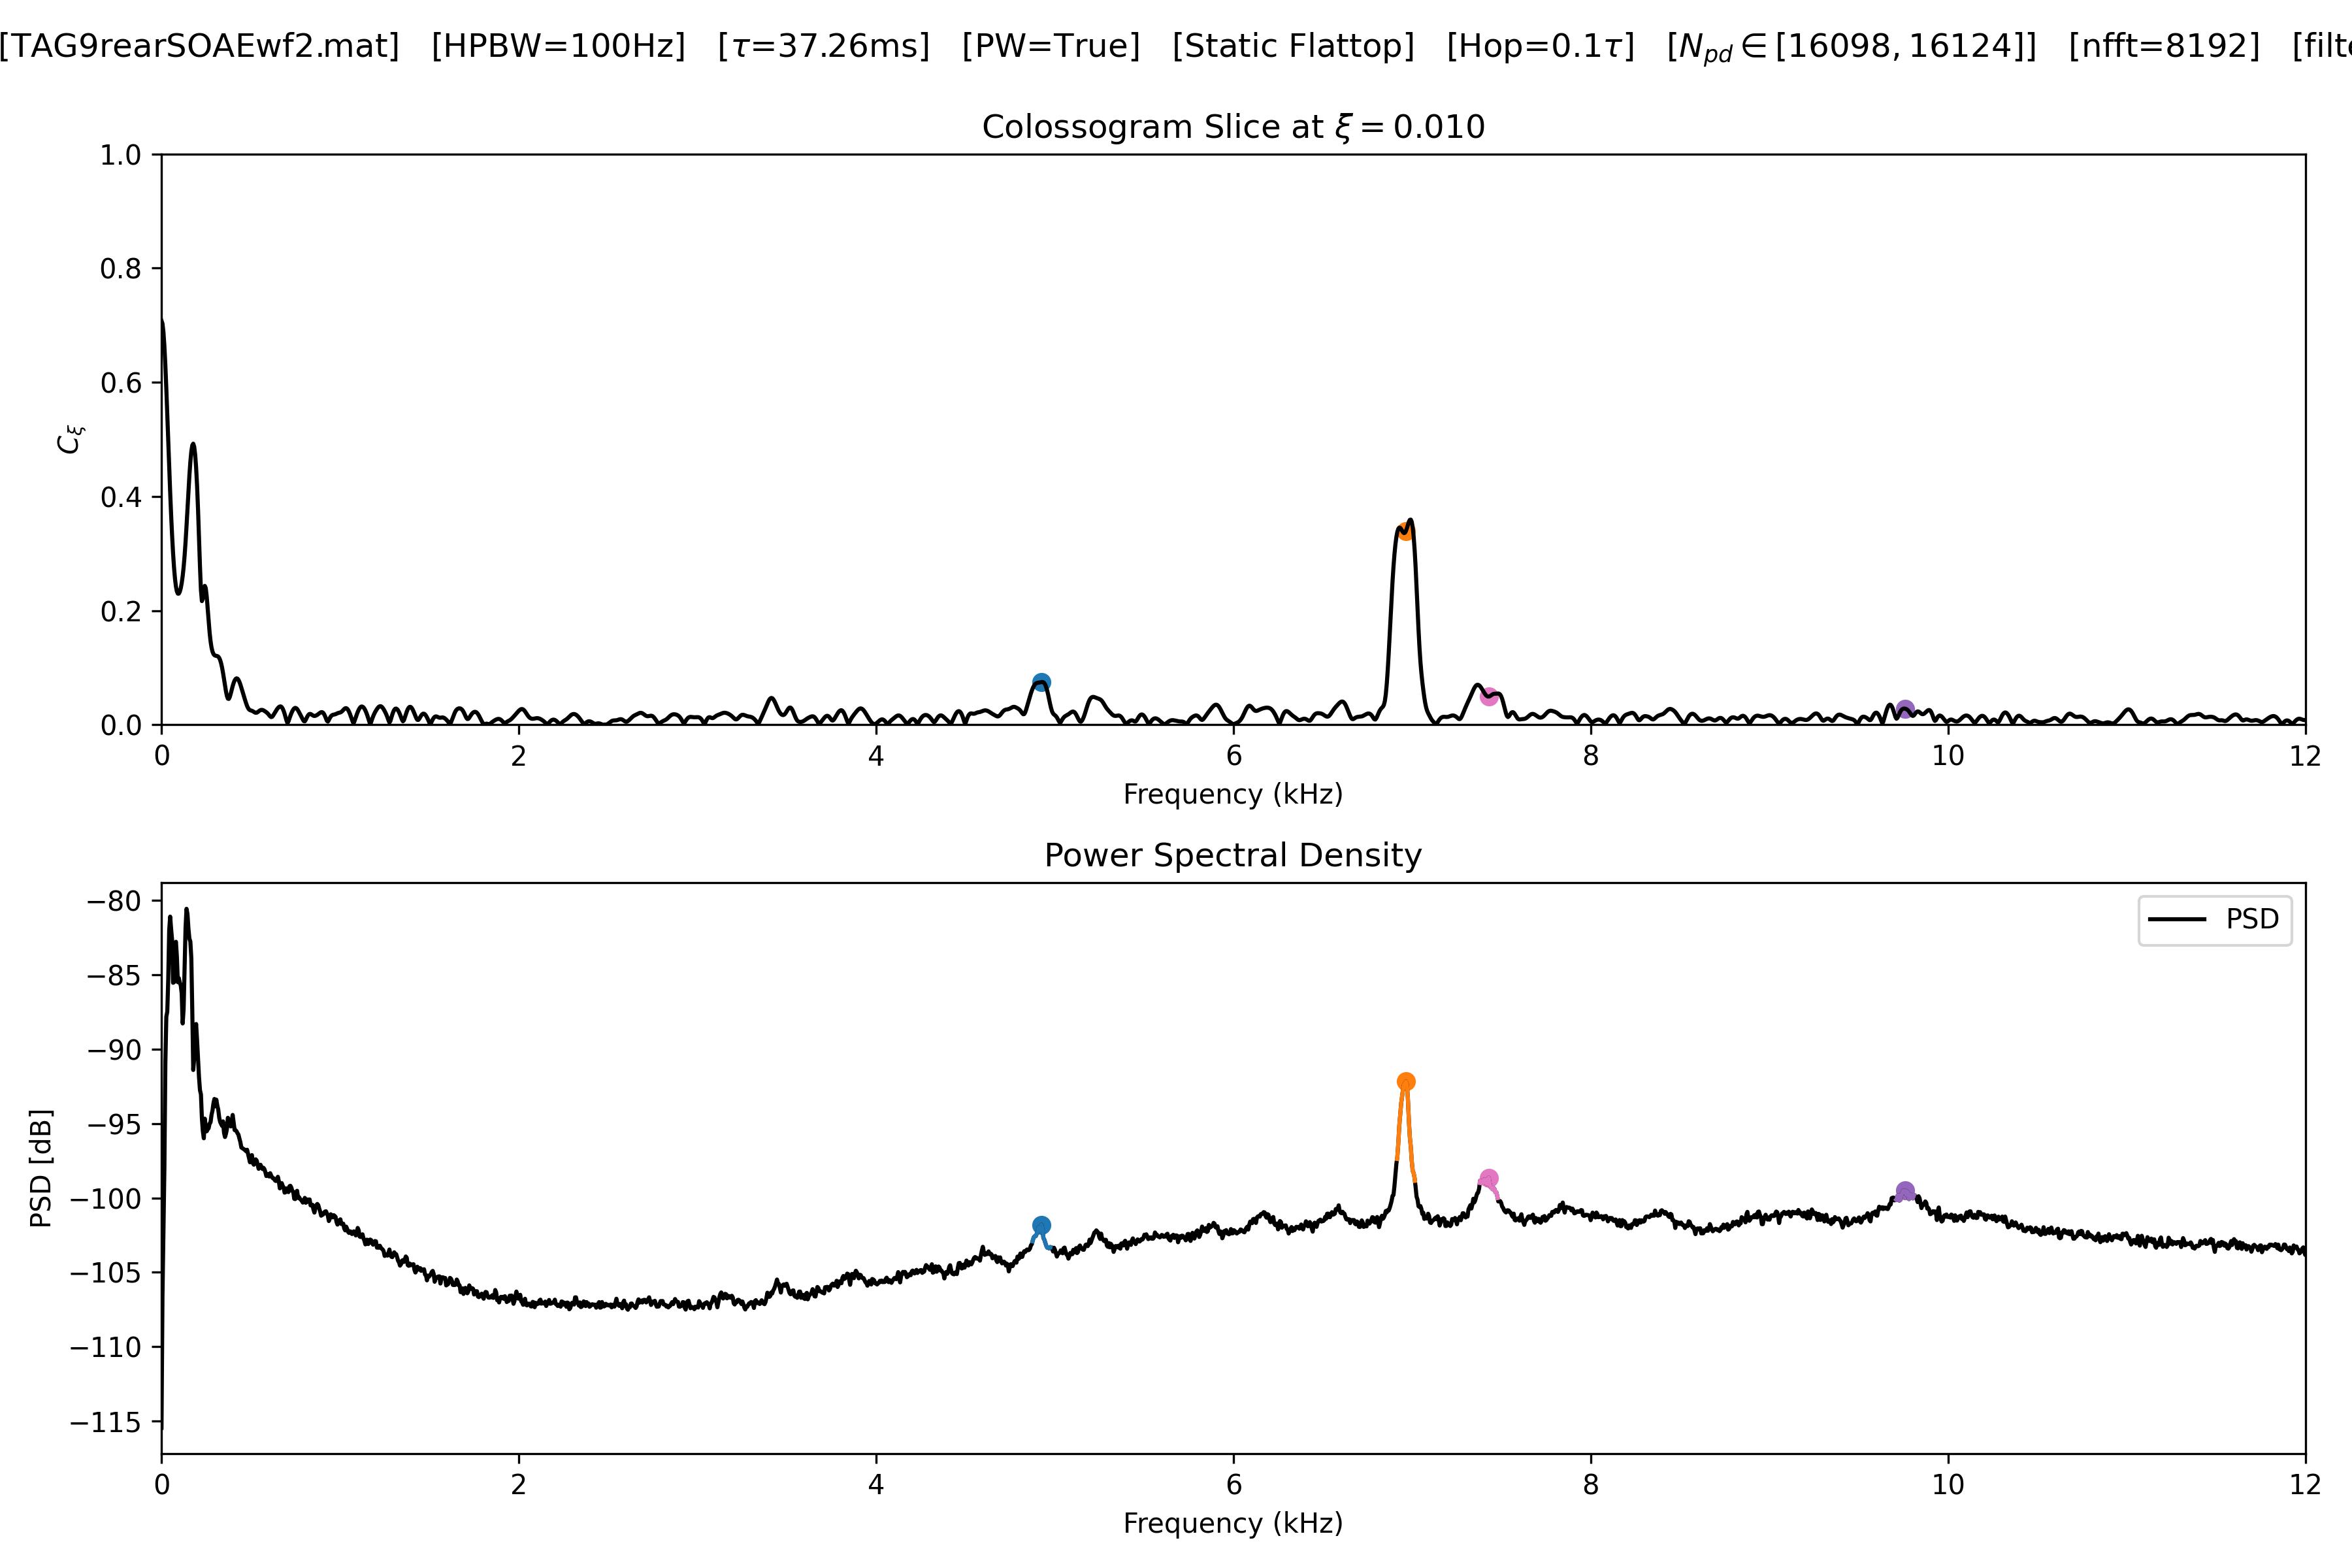 [TAG9rearSOAEwf2.mat] [HPBW=100Hz] [τ=37.26ms] [PW=True] [Static Flattop] [Hop=0.1τ] [N_pd ∈ [16098, 16124]] [nfft=8192]
Colossogram Slice at ξ = 0.010
1.0
0.8
0.6
0.4
0.2
0.0
C_ξ
0 2 4 6 8 10 12
Frequency (kHz)
Power Spectral Density
−80
−85
−90
−95
−100
−105
−110
−115
PSD [dB]
PSD
0 2 4 6 8 10 12
Frequency (kHz)